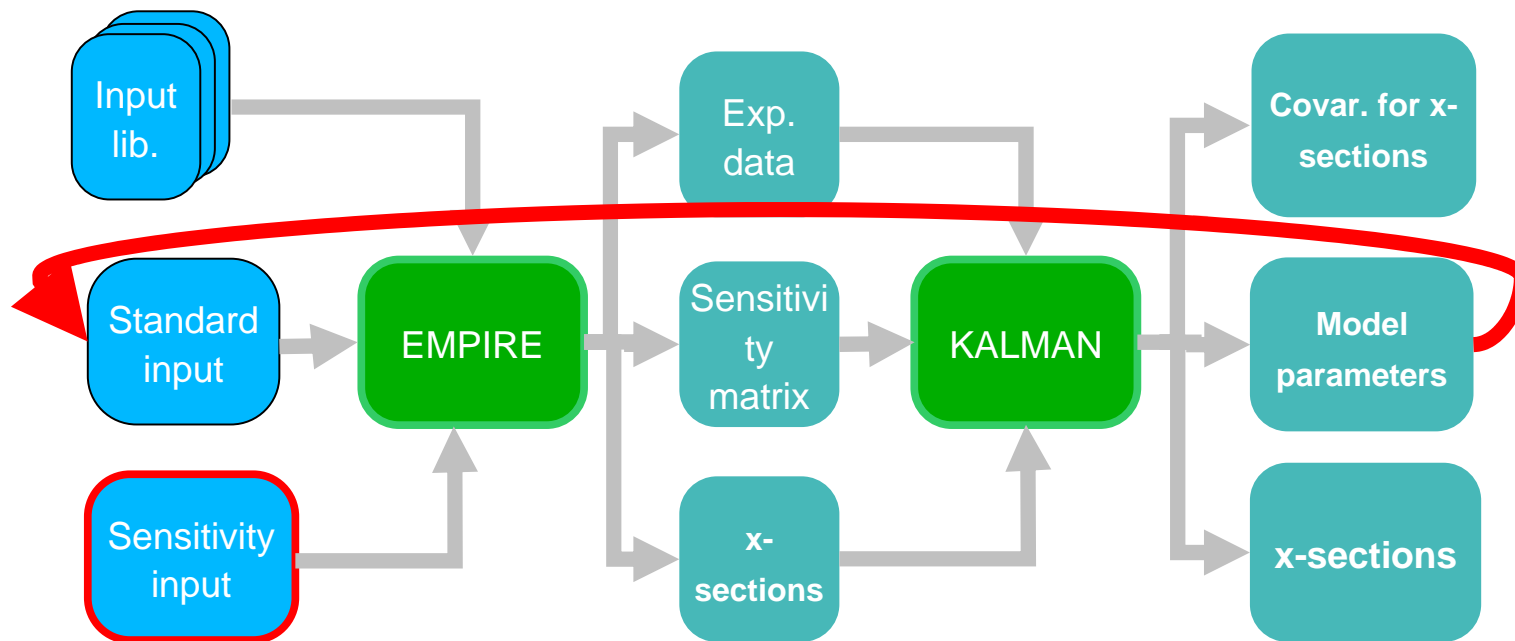 Input
lib.
Exp.
data
Covar. for x-
sections
Standard
input
EMPIRE
Sensitivi
ty
matrix
KALMAN
Model
parameters
Sensitivity
input
x-
sections
x-sections